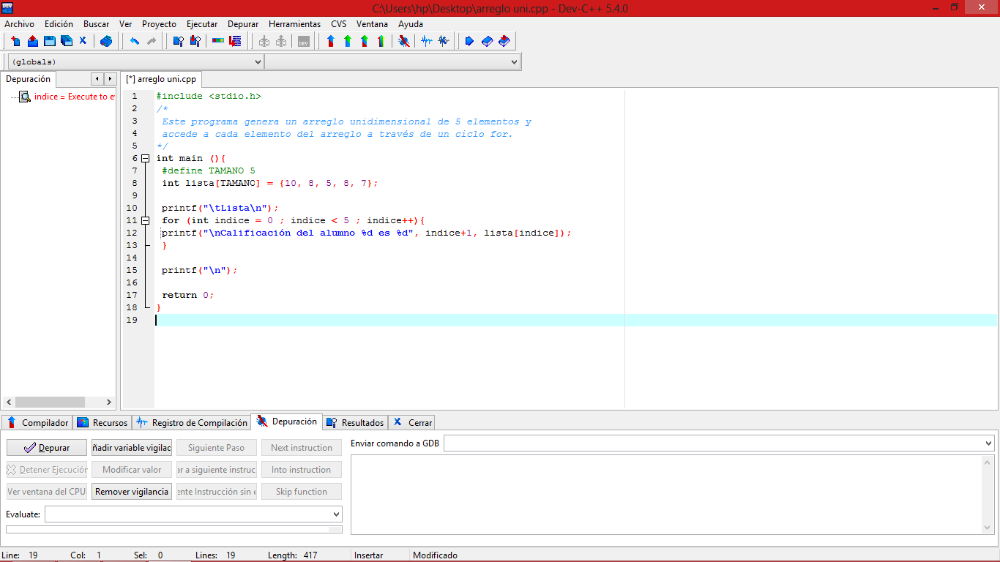 C:\Users\hp\Desktop\arreglo uni.cpp - Dev-C++ 5.4.0
Archivo Edición Buscar Ver Proyecto Ejecutar Depurar Herramientas CVS Ventana Ayuda
(globals)
Depuración
[*] arreglo uni.cpp
indice = Execute to e
1 #include <stdio.h>
2 /*
3 Este programa genera un arreglo unidimensional de 5 elementos y
4 accede a cada elemento del arreglo a través de un ciclo for.
5 */
6 int main (){
7 #define TAMANO 5
8 int lista[TAMANO] = {10, 8, 5, 8, 7};
9
10 printf("\tLista\n");
11 for (int indice = 0 ; indice < 5 ; indice++){
12 printf("\nCalificación del alumno %d es %d", indice+1, lista[indice]);
13 }
14
15 printf("\n");
16
17 return 0;
18 }
19
Compilador Recursos Registro de Compilación Depuración Resultados Cerrar
Depurar ñadir variable vigilad Siguiente Paso Next instruction
Detener Ejecución Modificar valor ar a siguiente instruc Into instruction
Ver ventana del CPU Remover vigilancia ente Instrucción sin e Skip function
Evaluate:
Enviar comando a GDB
Line: 19 Col: 1 Sel: 0 Lines: 19 Length: 417 Insertar Modificado